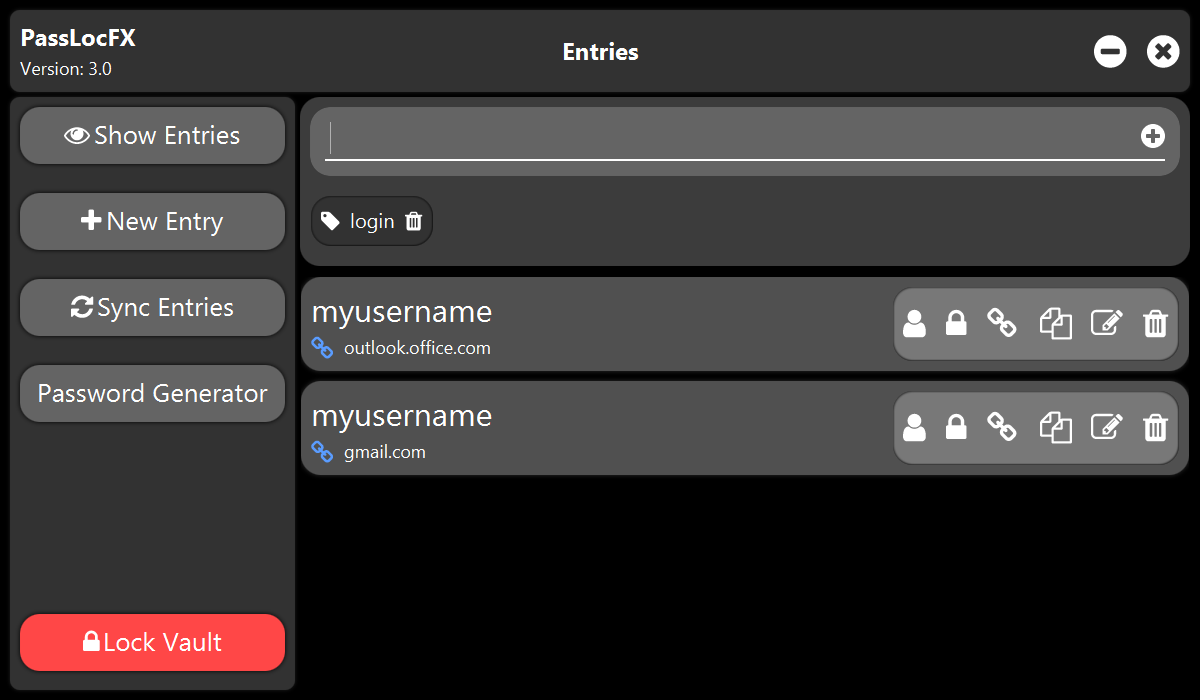 PassLocFX
Version: 3.0
Entries
Show Entries
New Entry
Sync Entries
Password Generator
Lock Vault
login
myusername
outlook.office.com
myusername
gmail.com